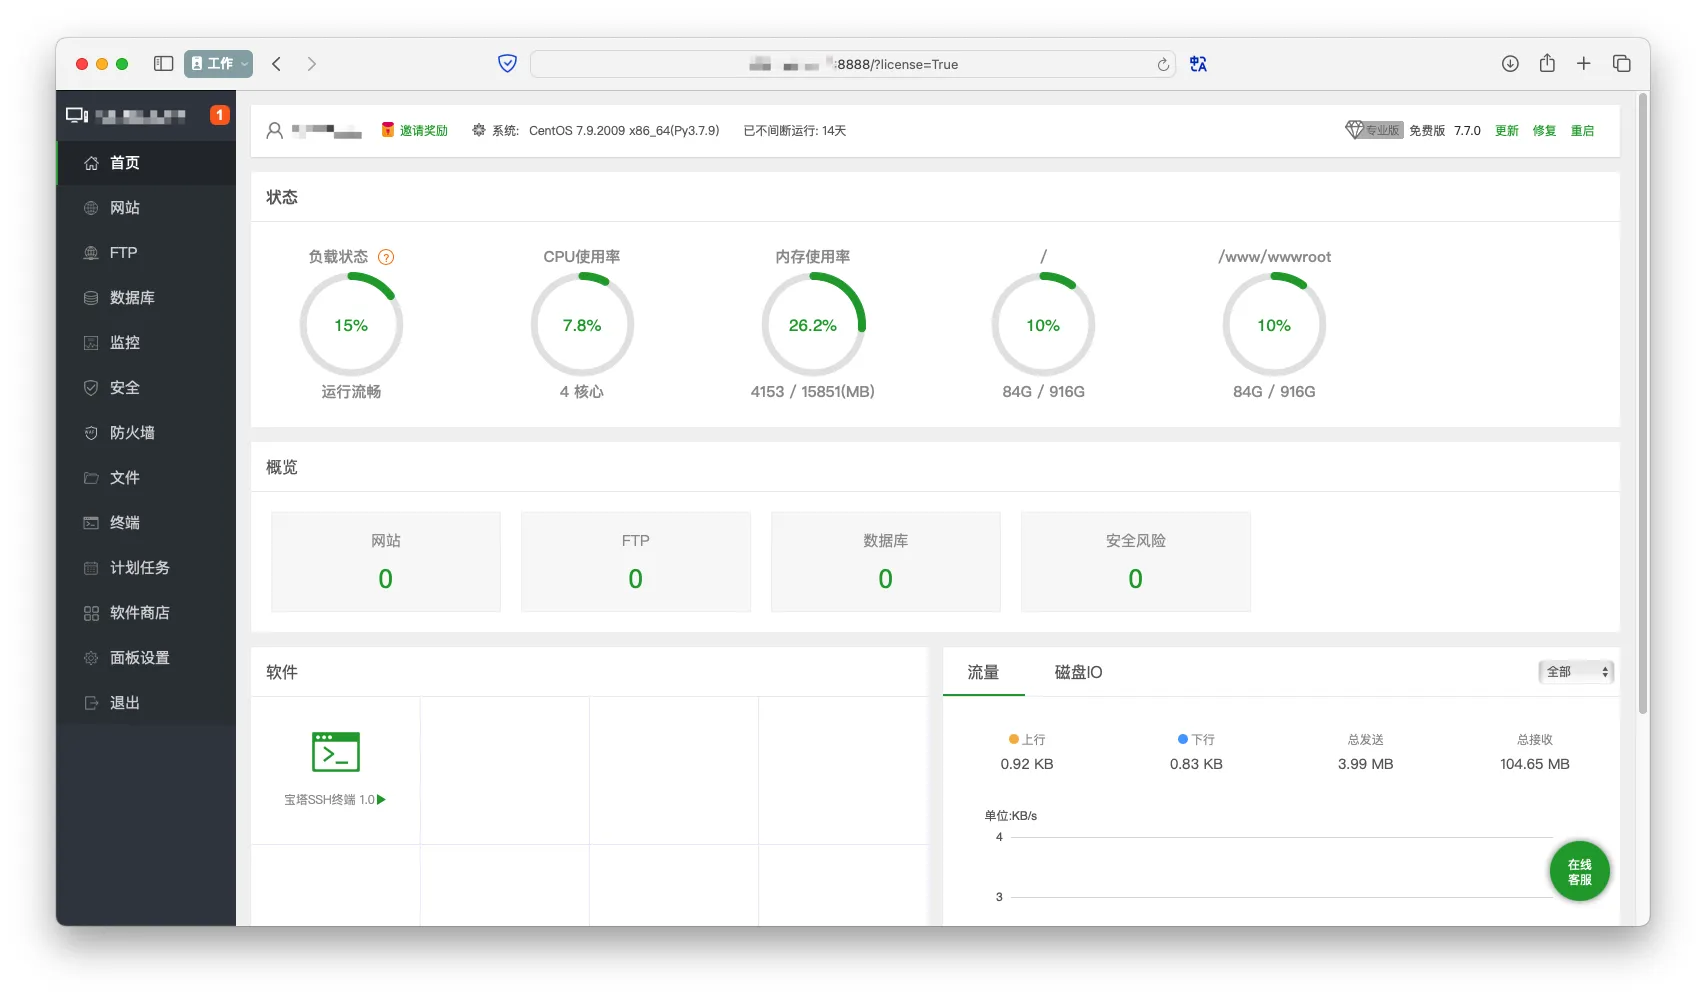 工作
:8888/?license=True
1
首页
网站
FTP
数据库
监控
安全
防火墙
文件
终端
计划任务
软件商店
面板设置
退出
邀请奖励 系统: CentOS 7.9.2009 x86_64(Py3.7.9) 已不间断运行: 14天
专业版 免费版 7.7.0 更新 修复 重启
状态
负载状态 ? CPU使用率 内存使用率 / /www/wwwroot
15% 7.8% 26.2% 10% 10%
运行流畅 4 核心 4153 / 15851(MB) 84G / 916G 84G / 916G
概览
网站 FTP 数据库 安全风险
0 0 0 0
软件
宝塔SSH终端 1.0
流量 磁盘IO 全部
上行 下行 总发送 总接收
0.92 KB 0.83 KB 3.99 MB 104.65 MB
单位:KB/s
4
3
在线
客服